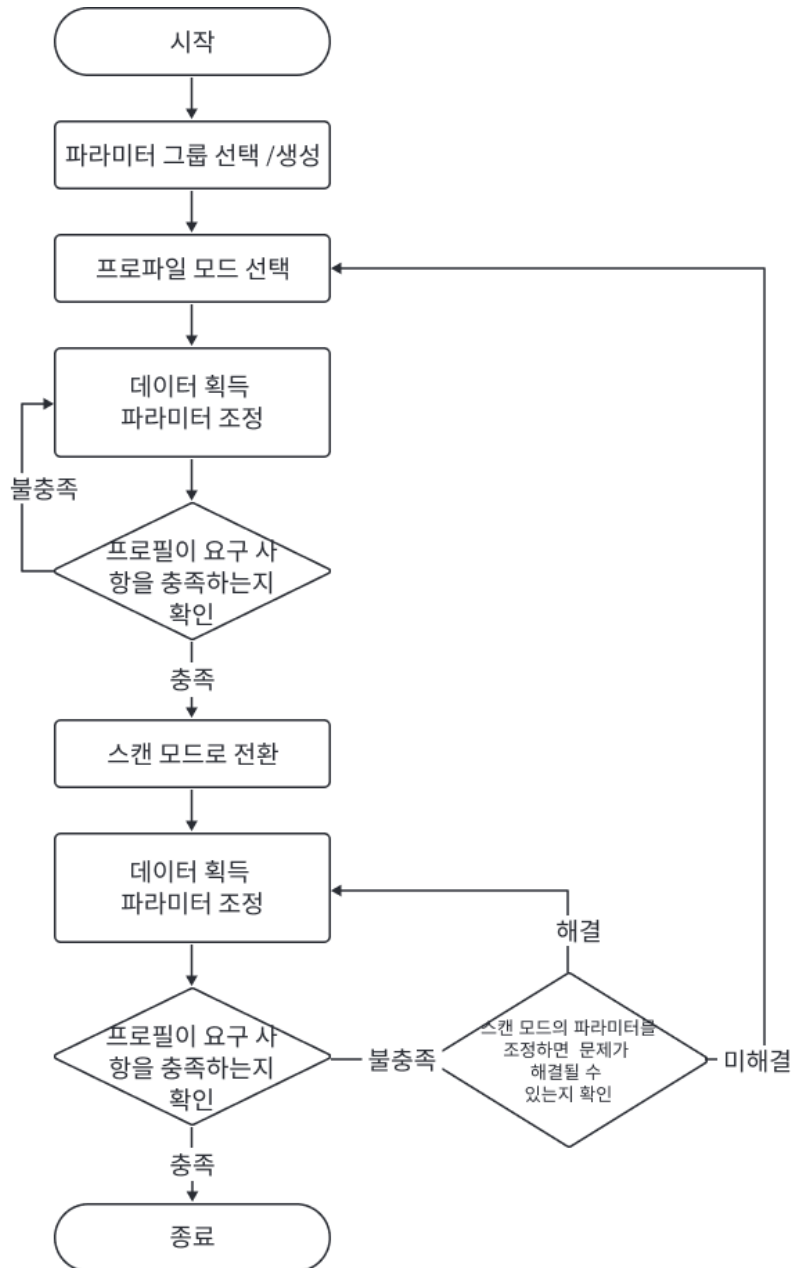 시작
파라미터 그룹 선택 /생성
프로파일 모드 선택
데이터 획득
파라미터 조정
불충족
프로필이 요구 사
항을 충족하는지
확인
충족
스캔 모드로 전환
데이터 획득
파라미터 조정
해결
프로필이 요구 사
항을 충족하는지
확인
불충족
스캔 모드의 파라미터를
조정하면 문제가
해결될 수
있는지 확인
미해결
충족
종료